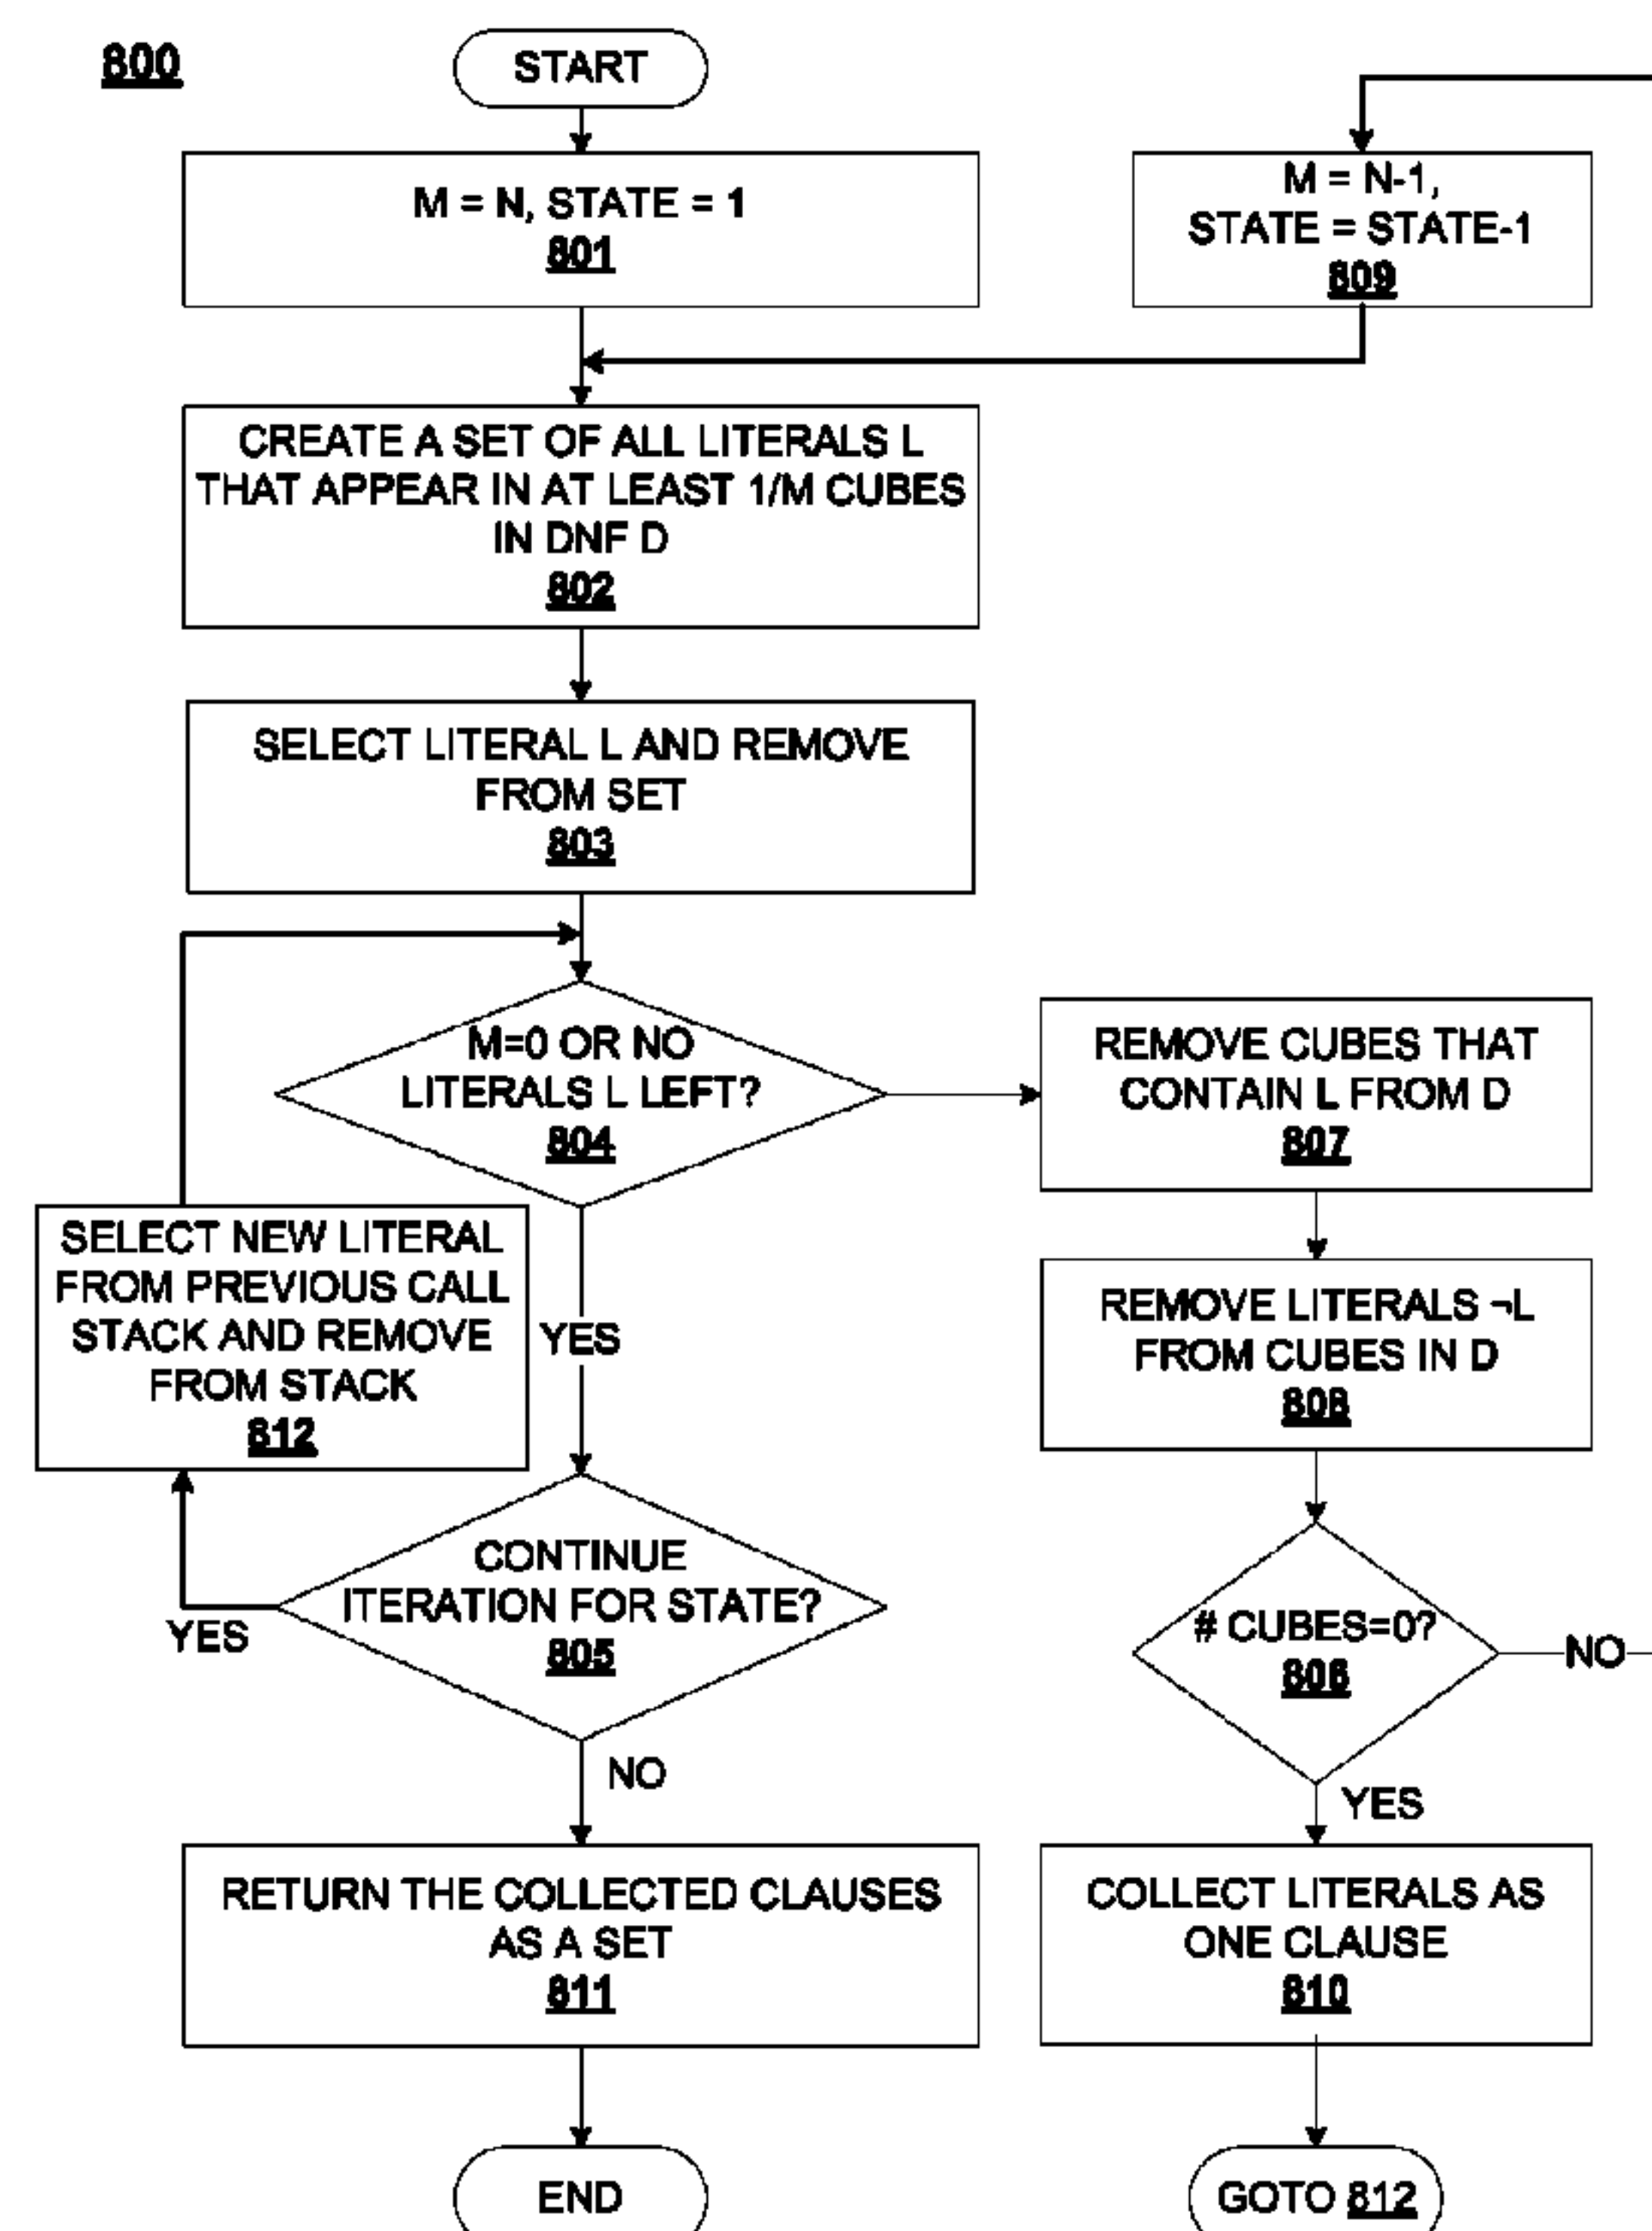 800
START
M = N, STATE = 1
801
M = N-1,
STATE = STATE-1
809
CREATE A SET OF ALL LITERALS L
THAT APPEAR IN AT LEAST 1/M CUBES
IN DNF D
802
SELECT LITERAL L AND REMOVE
FROM SET
803
M=0 OR NO
LITERALS L LEFT?
804
REMOVE CUBES THAT
CONTAIN L FROM D
807
SELECT NEW LITERAL
FROM PREVIOUS CALL
STACK AND REMOVE
FROM STACK
812
YES
REMOVE LITERALS ¬L
FROM CUBES IN D
808
CONTINUE
ITERATION FOR STATE?
805
YES
NO
# CUBES=0?
806
NO
YES
RETURN THE COLLECTED CLAUSES
AS A SET
811
COLLECT LITERALS AS
ONE CLAUSE
810
END
GOTO 812